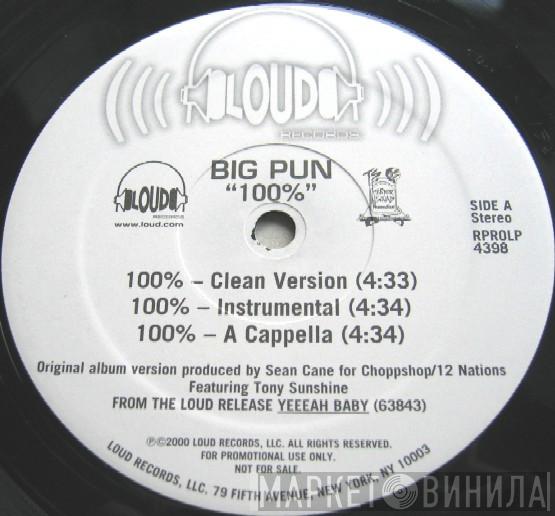 LOUD
RECORDS
BIG PUN
"100%"
LOUD
RECORDS
www.loud.com
SIDE A
Stereo
RPROLP
4398
100% – Clean Version (4:33)
100% – Instrumental (4:34)
100% – A Cappella (4:34)
Original album version produced by Sean Cane for Choppshop/12 Nations
Featuring Tony Sunshine
FROM THE LOUD RELEASE YEEEAH BABY (63843)
℗©2000 LOUD RECORDS, LLC. ALL RIGHTS RESERVED.
FOR PROMOTIONAL USE ONLY.
NOT FOR SALE.
LOUD RECORDS, LLC. 79 FIFTH AVENUE, NEW YORK, NY 10003
МАРКЕТ ВИНИЛА